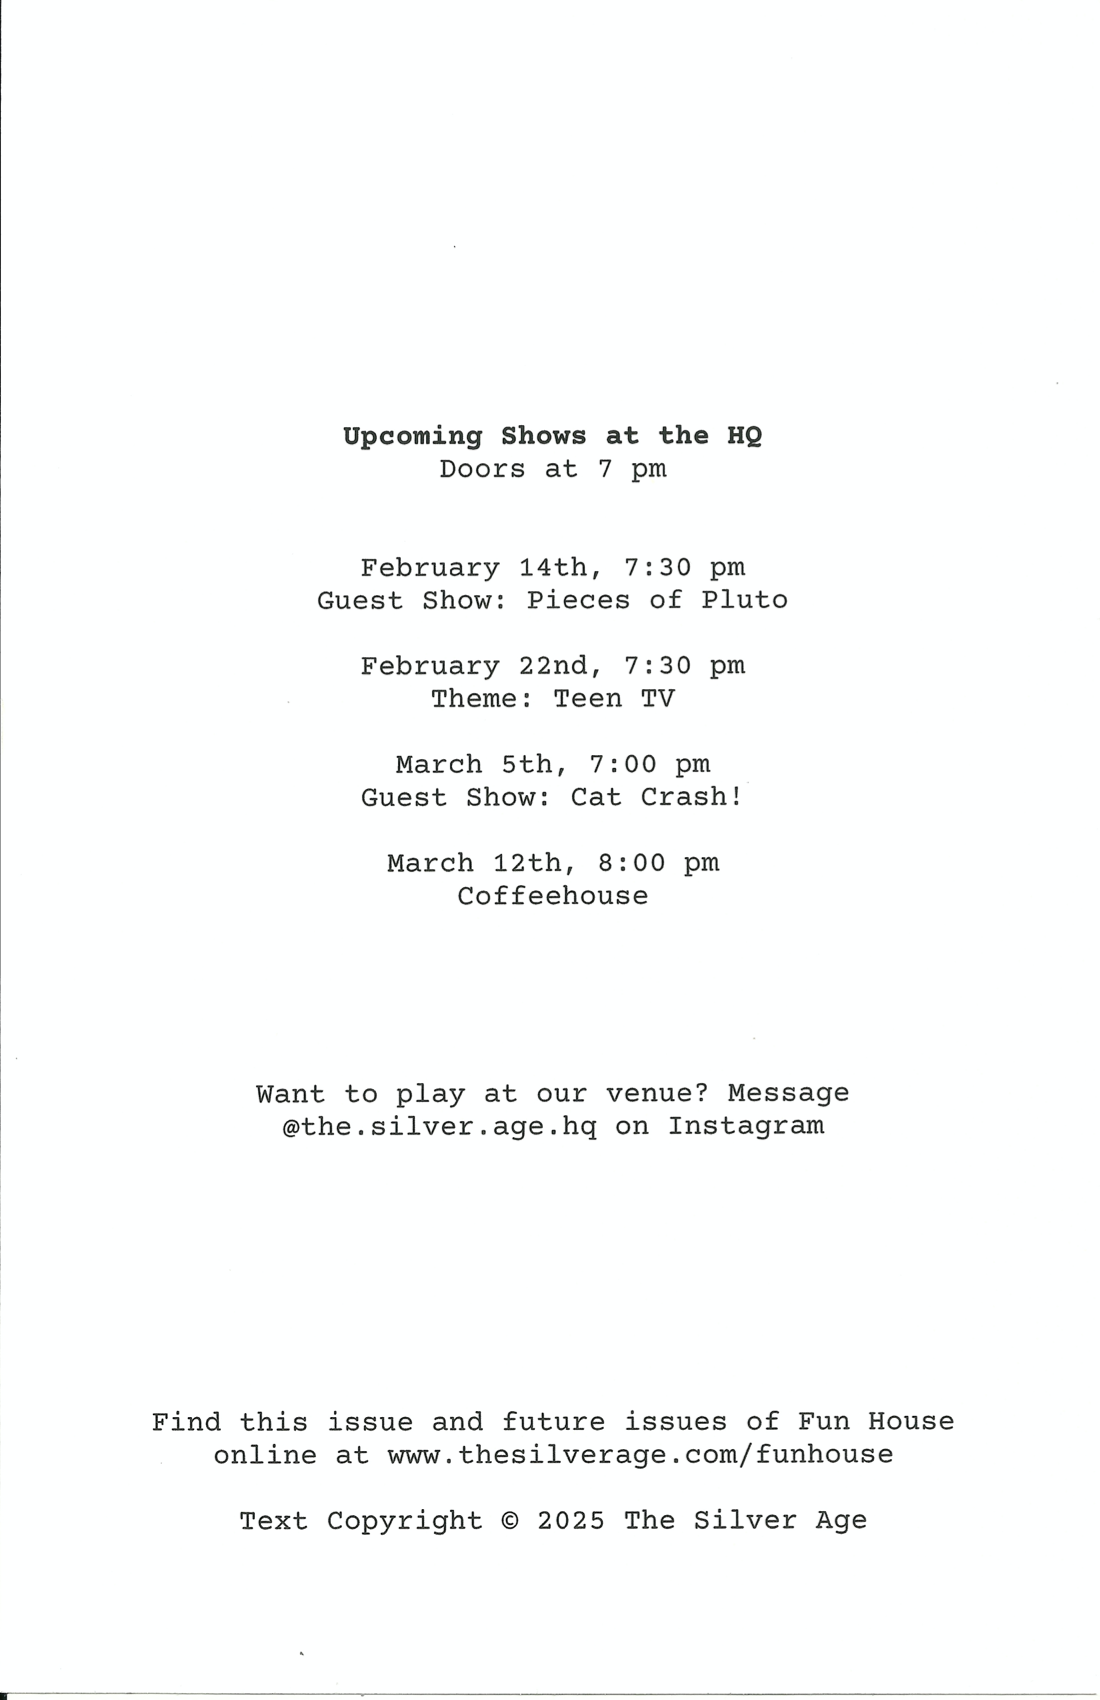 Upcoming Shows at the HQ
Doors at 7 pm
February 14th, 7:30 pm
Guest Show: Pieces of Pluto
February 22nd, 7:30 pm
Theme: Teen TV
March 5th, 7:00 pm
Guest Show: Cat Crash!
March 12th, 8:00 pm
Coffeehouse
Want to play at our venue? Message
@the.silver.age.hq on Instagram
Find this issue and future issues of Fun House
online at www.thesilverage.com/funhouse
Text Copyright © 2025 The Silver Age